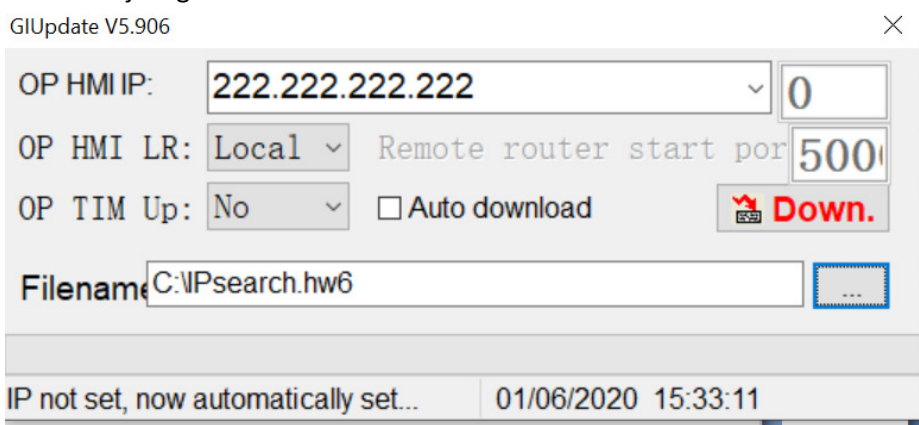 GIUpdate V5.906
OP HMI IP: 222.222.222.222 0
OP HMI LR: Local Remote router start por 500
OP TIM Up: No Auto download Down.
Filename C:\IPsearch.hw6 ...
IP not set, now automatically set... 01/06/2020 15:33:11